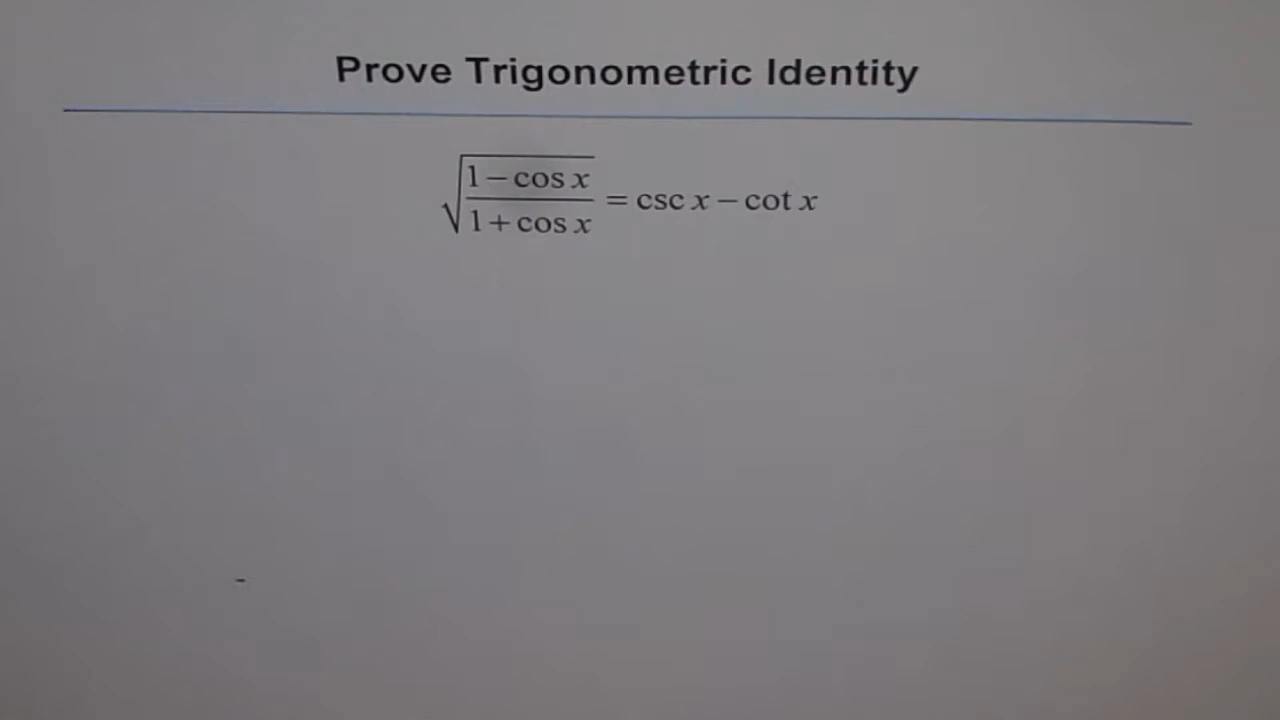 Prove Trigonometric Identity
√((1 − cos x)/(1 + cos x)) = csc x − cot x